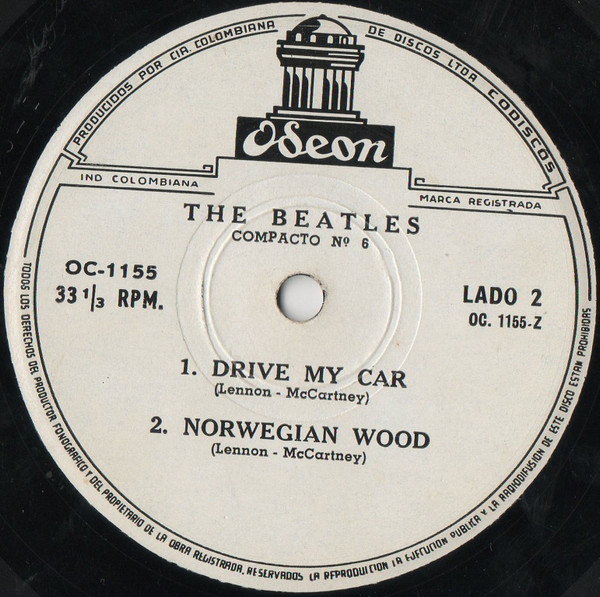 PRODUCIDOS POR CIA. COLOMBIANA DE DISCOS LTDA CODISCOS
Odeon
IND COLOMBIANA
MARCA REGISTRADA
THE BEATLES
COMPACTO Nº 6
OC-1155
33 1/3 RPM.
LADO 2
OC. 1155-Z
1. DRIVE MY CAR
(Lennon - McCartney)
2. NORWEGIAN WOOD
(Lennon - McCartney)
TODOS LOS DERECHOS DEL PRODUCTOR FONOGRAFICO Y DEL PROPIETARIO DE LA OBRA REGISTRADA, RESERVADOS LA REPRODUCCION LA EJECUCION PUBLICA Y LA RADIODIFUSION DE ESTE DISCO ESTAN PROHIBIDAS